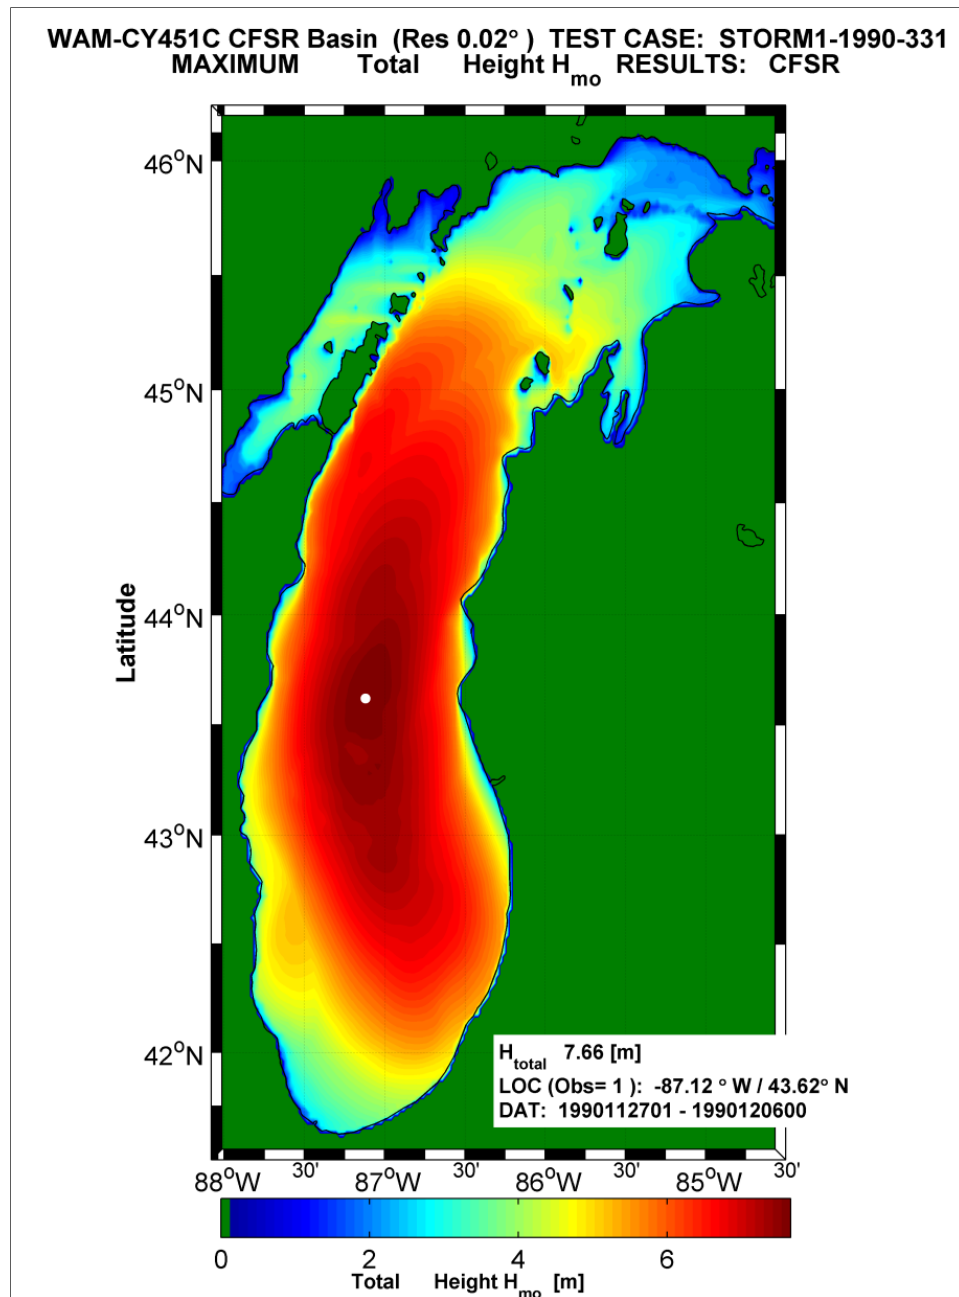 WAM-CY451C CFSR Basin (Res 0.02° ) TEST CASE: STORM1-1990-331
MAXIMUM Total Height Hmo RESULTS: CFSR
46°N
45°N
44°N
Latitude
43°N
42°N
Htotal 7.66 [m]
LOC (Obs= 1 ): -87.12 ° W / 43.62° N
DAT: 1990112701 - 1990120600
88°W 30' 87°W 30' 86°W 30' 85°W 30'
0 2 4 6
Total Height Hmo [m]